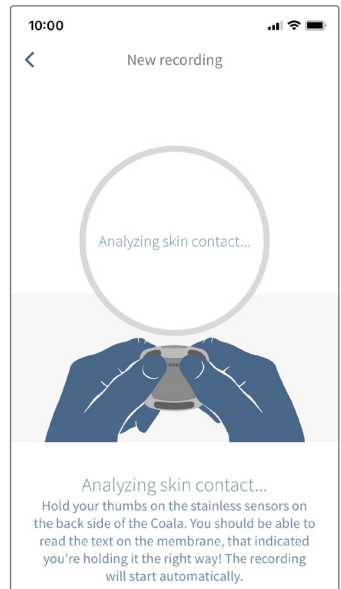 10:00
New recording
Analyzing skin contact...
Analyzing skin contact...
Hold your thumbs on the stainless sensors on
the back side of the Coala. You should be able to
read the text on the membrane, that indicated
you're holding it the right way! The recording
will start automatically.